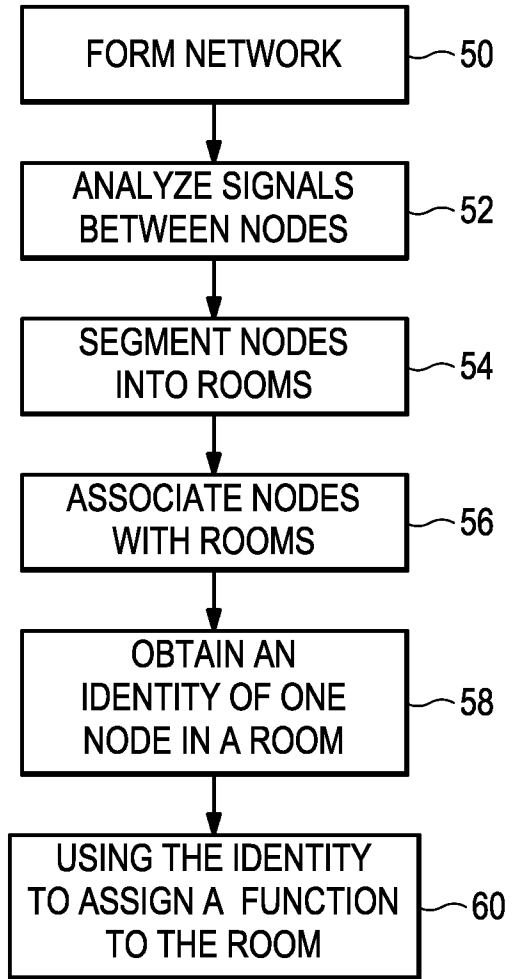 FORM NETWORK
50
ANALYZE SIGNALS
BETWEEN NODES
52
SEGMENT NODES
INTO ROOMS
54
ASSOCIATE NODES
WITH ROOMS
56
OBTAIN AN
IDENTITY OF ONE
NODE IN A ROOM
58
USING THE IDENTITY
TO ASSIGN A FUNCTION
TO THE ROOM
60